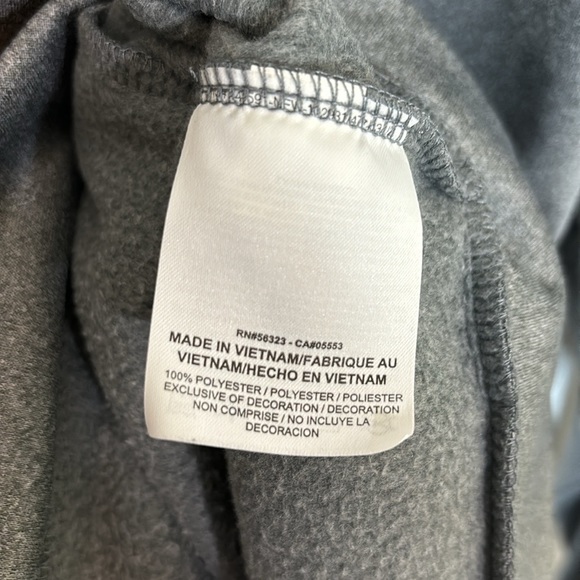 RN#56323 - CA#05553
MADE IN VIETNAM/FABRIQUE AU
VIETNAM/HECHO EN VIETNAM
100% POLYESTER / POLYESTER / POLIESTER
EXCLUSIVE OF DECORATION / DECORATION
NON COMPRISE / NO INCLUYE LA
DECORACION